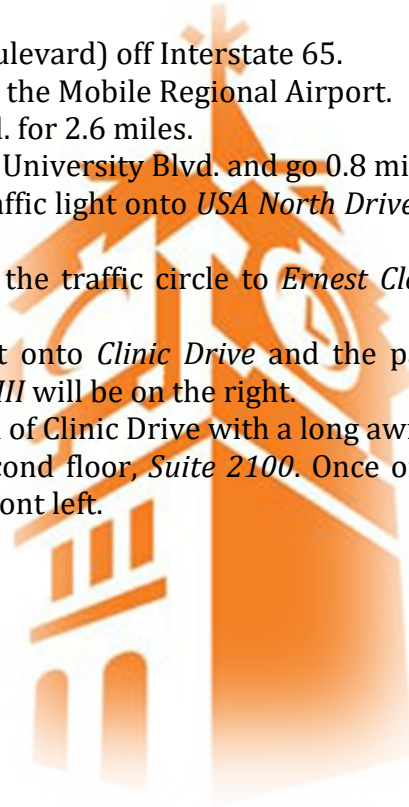 ulevard) off Interstate 65.
the Mobile Regional Airport.
. for 2.6 miles.
University Blvd. and go 0.8 mi
ffic light onto USA North Drive
the traffic circle to Ernest Cl
t onto Clinic Drive and the p
III will be on the right.
of Clinic Drive with a long aw
cond floor, Suite 2100. Once o
ont left.